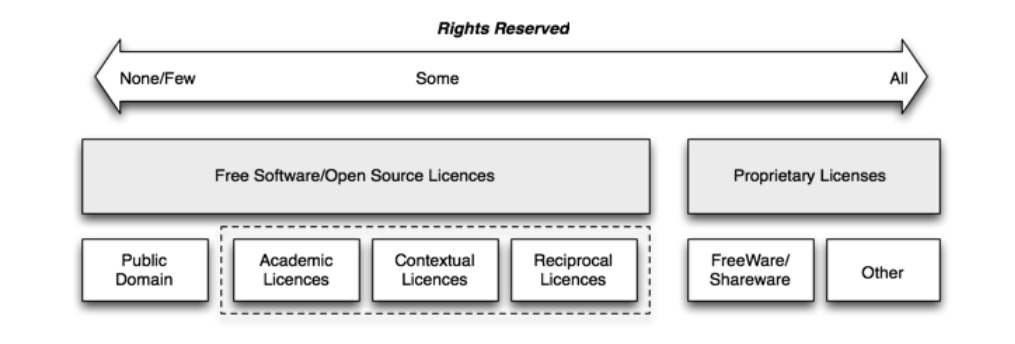 Rights Reserved
None/Few
Some
All
Free Software/Open Source Licences
Proprietary Licenses
Public
Domain
Academic
Licences
Contextual
Licences
Reciprocal
Licences
FreeWare/
Shareware
Other